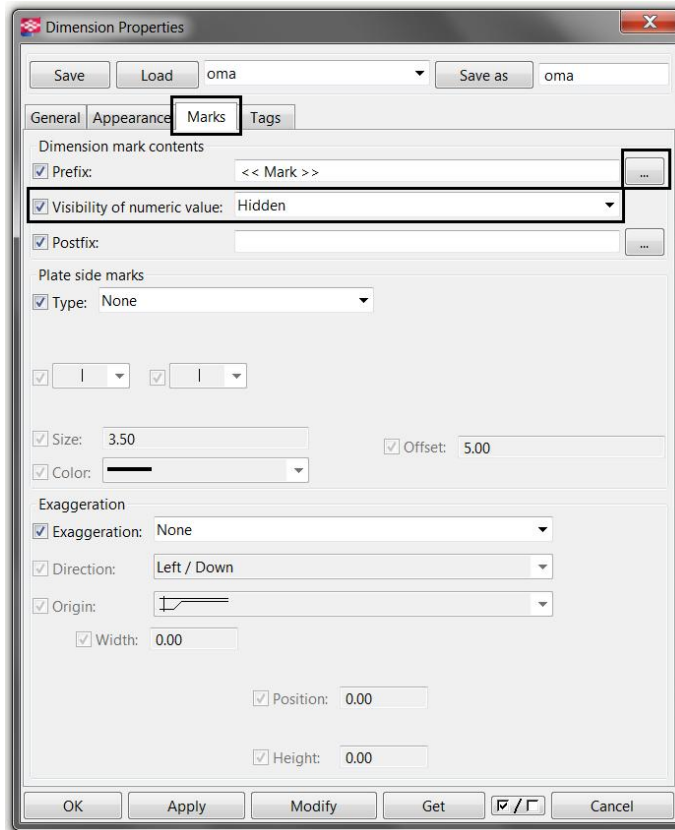 Dimension Properties
X
Save Load oma Save as oma
General Appearance Marks Tags
Dimension mark contents
Prefix: << Mark >> ...
Visibility of numeric value: Hidden
Postfix: ...
Plate side marks
Type: None
Size: 3.50 Offset: 5.00
Color:
Exaggeration
Exaggeration: None
Direction: Left / Down
Origin:
Width: 0.00
Position: 0.00
Height: 0.00
OK Apply Modify Get / Cancel